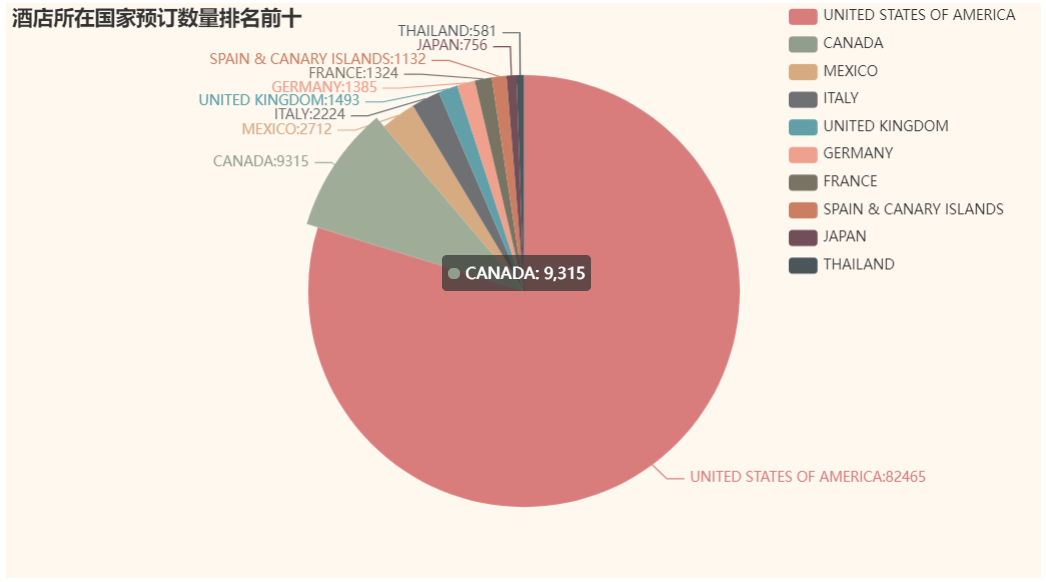 酒店所在国家预订数量排名前十
THAILAND:581
JAPAN:756
SPAIN & CANARY ISLANDS:1132
FRANCE:1324
GERMANY:1385
UNITED KINGDOM:1493
ITALY:2224
MEXICO:2712
CANADA:9315
CANADA: 9,315
UNITED STATES OF AMERICA:82465
UNITED STATES OF AMERICA
CANADA
MEXICO
ITALY
UNITED KINGDOM
GERMANY
FRANCE
SPAIN & CANARY ISLANDS
JAPAN
THAILAND